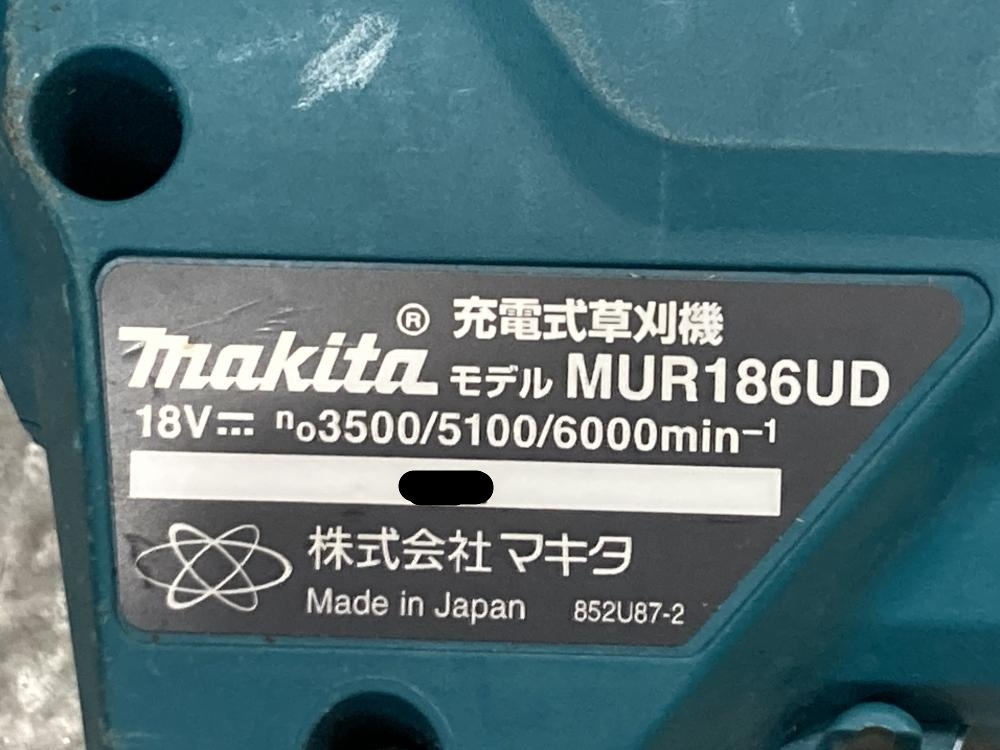 makita® 充電式草刈機
モデル MUR186UD
18V⎓ n₀3500/5100/6000min⁻¹
株式会社マキタ
Made in Japan 852U87-2